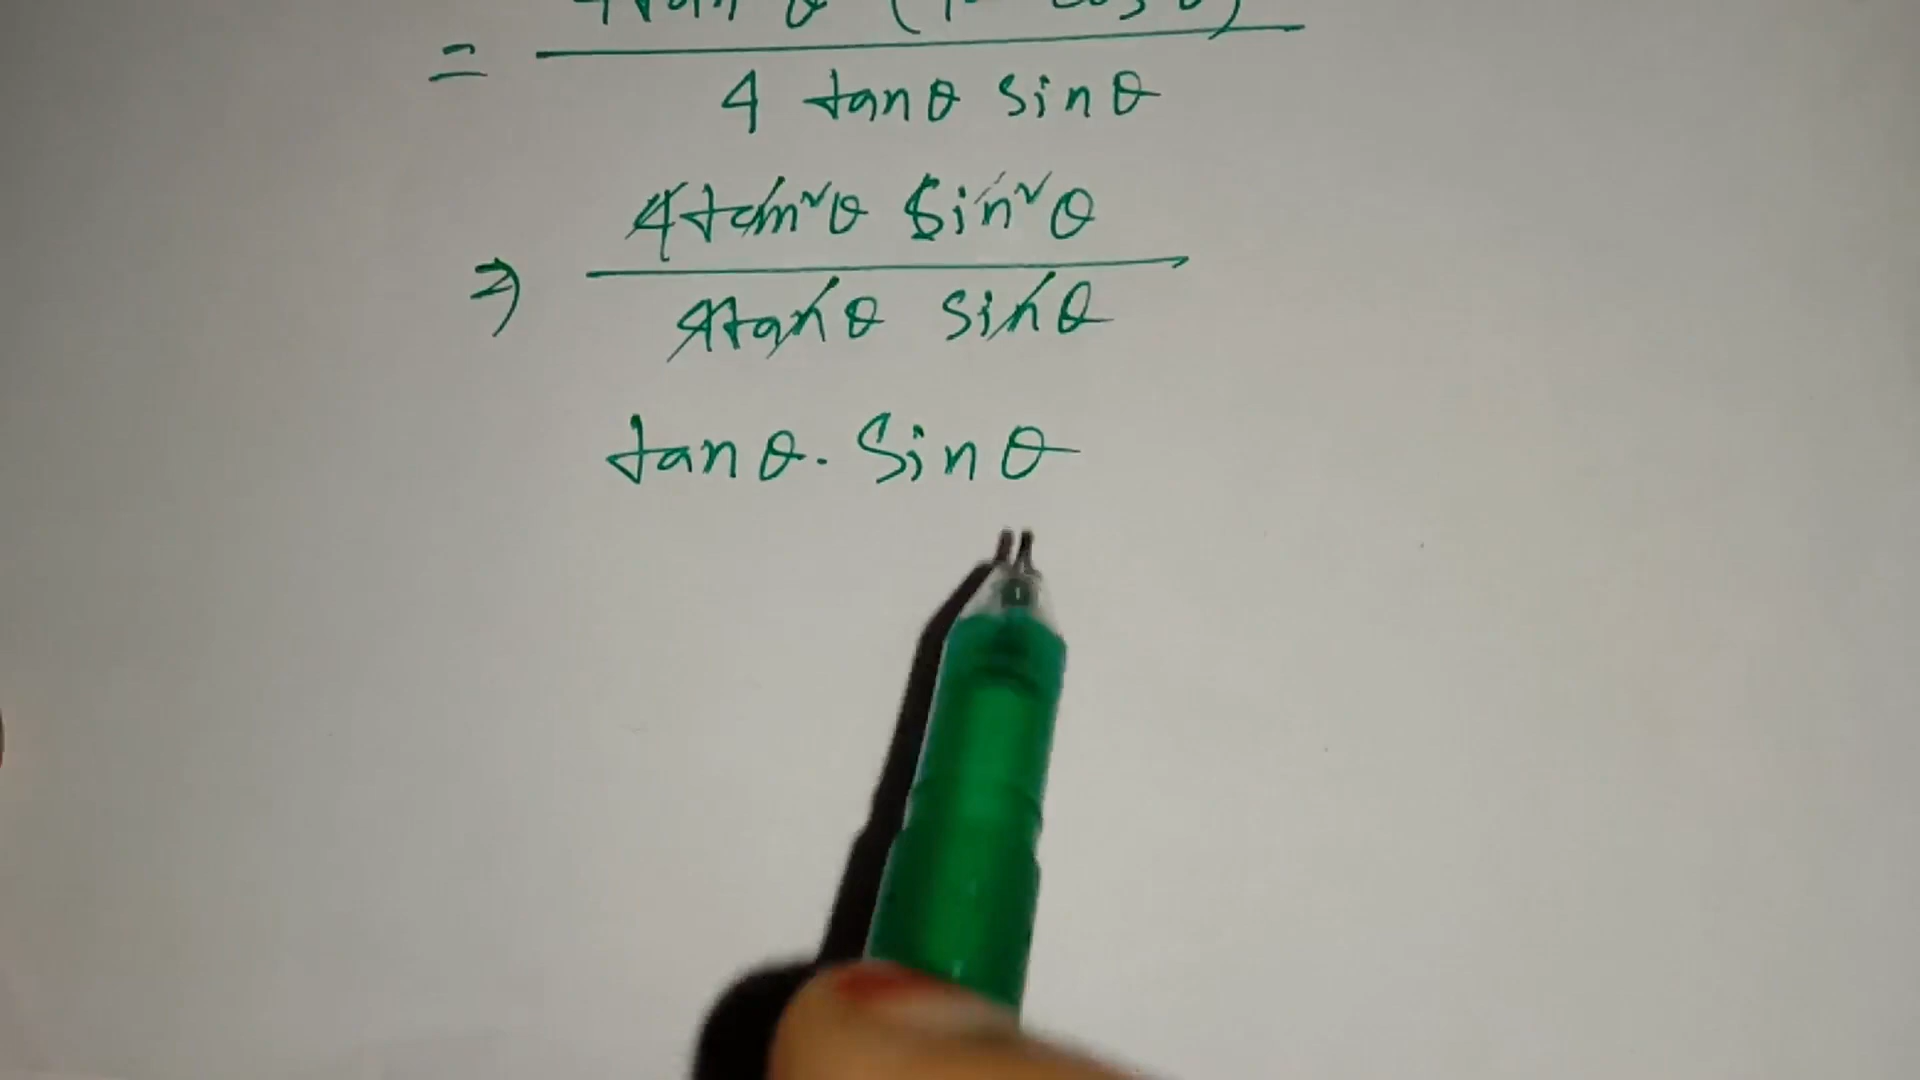 =
4 tanθ sinθ
⇒ 4tan²θ sin²θ
4tanθ sinθ
tanθ. Sinθ